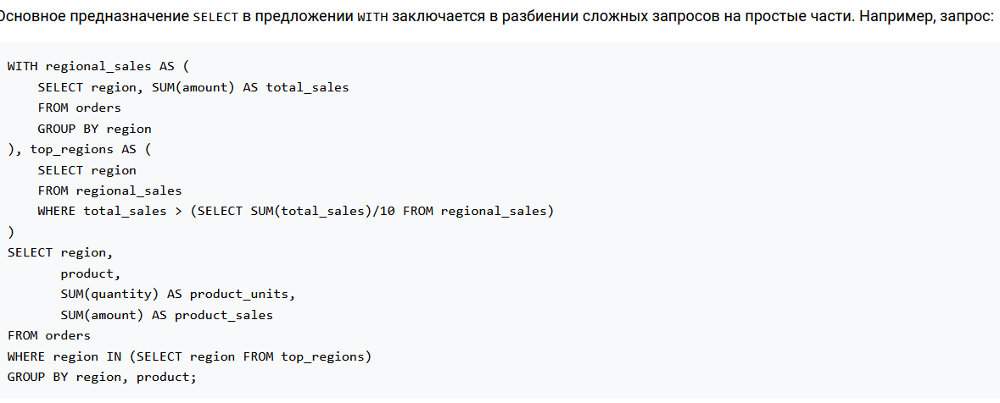 Основное предназначение SELECT в предложении WITH заключается в разбиении сложных запросов на простые части. Например, запрос:
WITH regional_sales AS (
    SELECT region, SUM(amount) AS total_sales
    FROM orders
    GROUP BY region
), top_regions AS (
    SELECT region
    FROM regional_sales
    WHERE total_sales > (SELECT SUM(total_sales)/10 FROM regional_sales)
)
SELECT region,
       product,
       SUM(quantity) AS product_units,
       SUM(amount) AS product_sales
FROM orders
WHERE region IN (SELECT region FROM top_regions)
GROUP BY region, product;